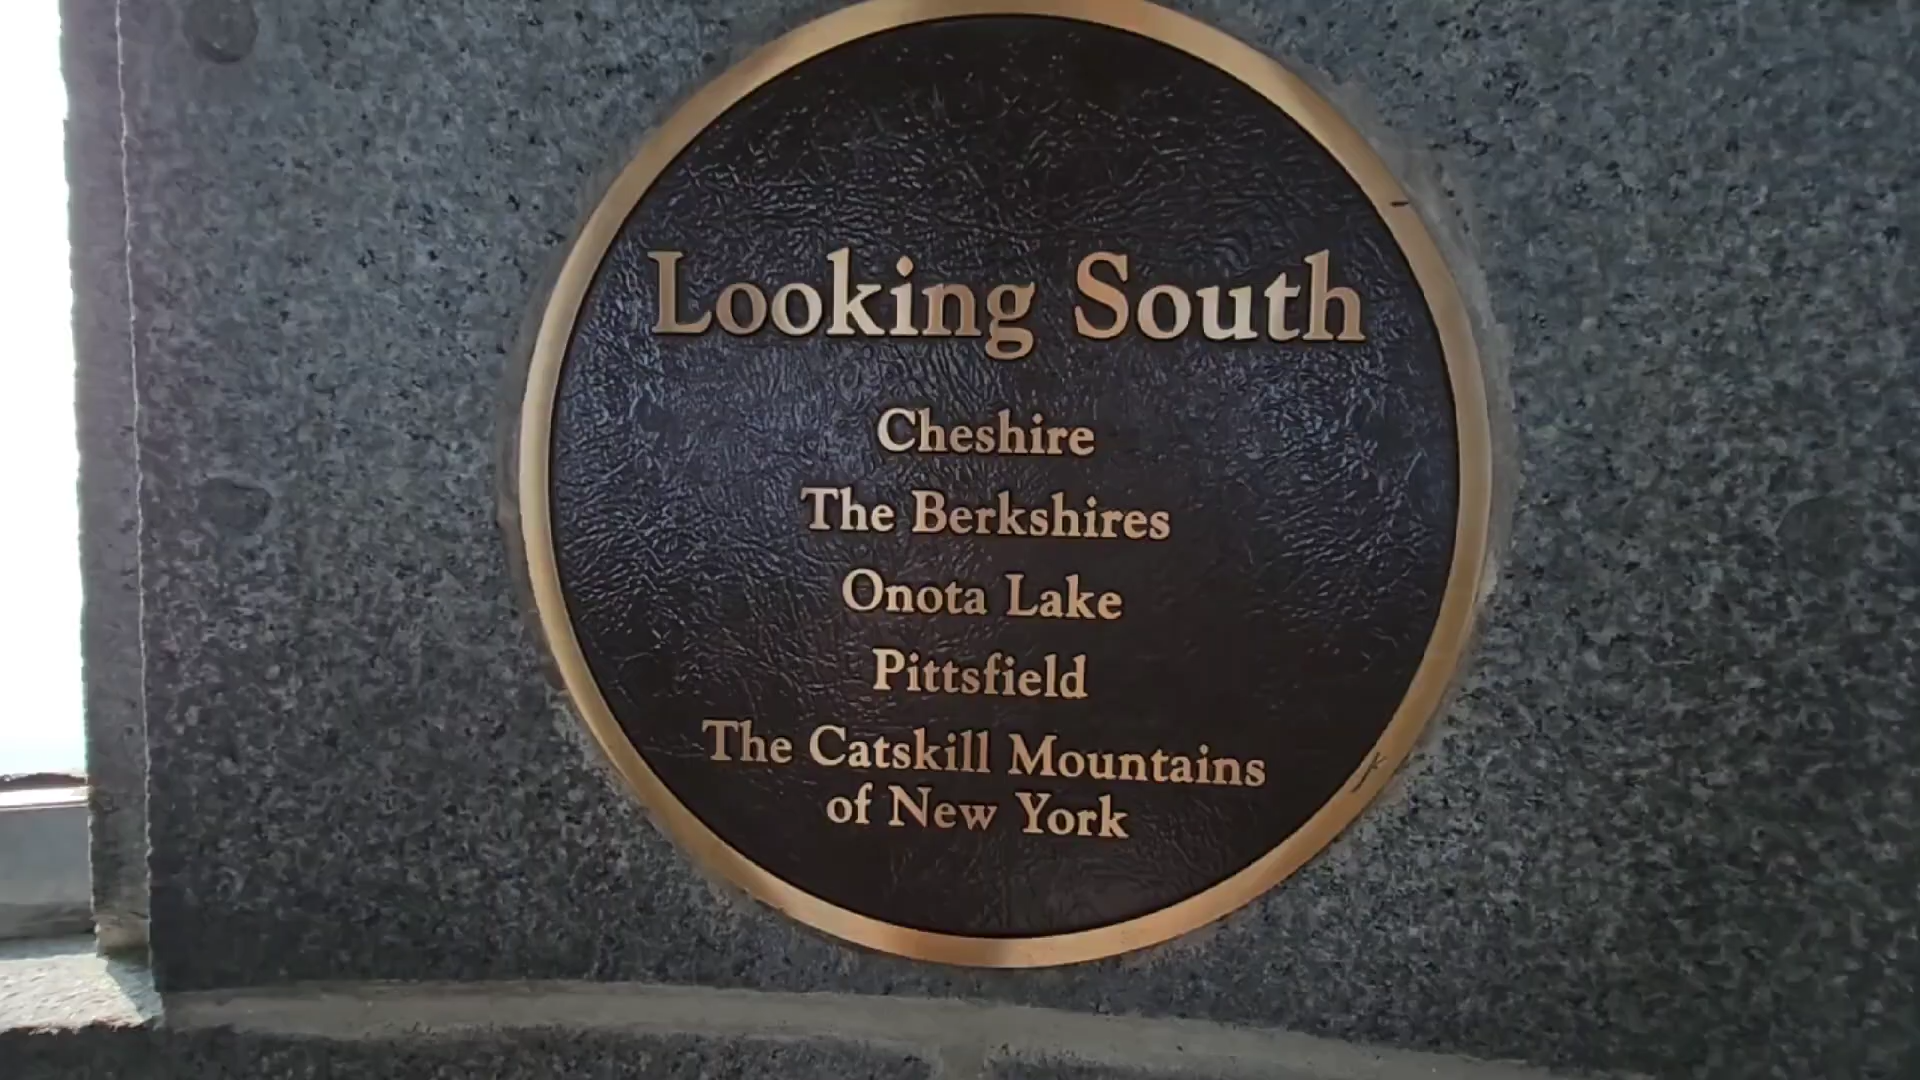 Looking South
Cheshire
The Berkshires
Onota Lake
Pittsfield
The Catskill Mountains
of New York